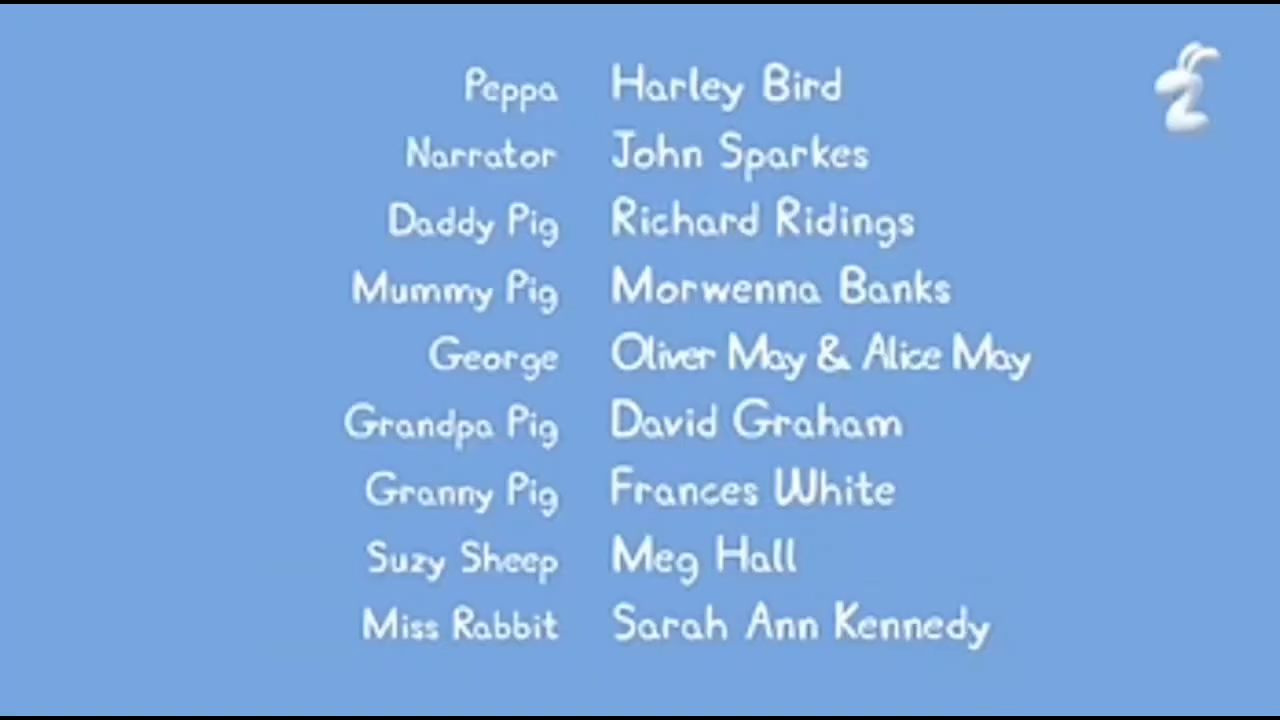 Peppa Harley Bird
Narrator John Sparkes
Daddy Pig Richard Ridings
Mummy Pig Morwenna Banks
George Oliver May & Alice May
Grandpa Pig David Graham
Granny Pig Frances White
Suzy Sheep Meg Hall
Miss Rabbit Sarah Ann Kennedy
2